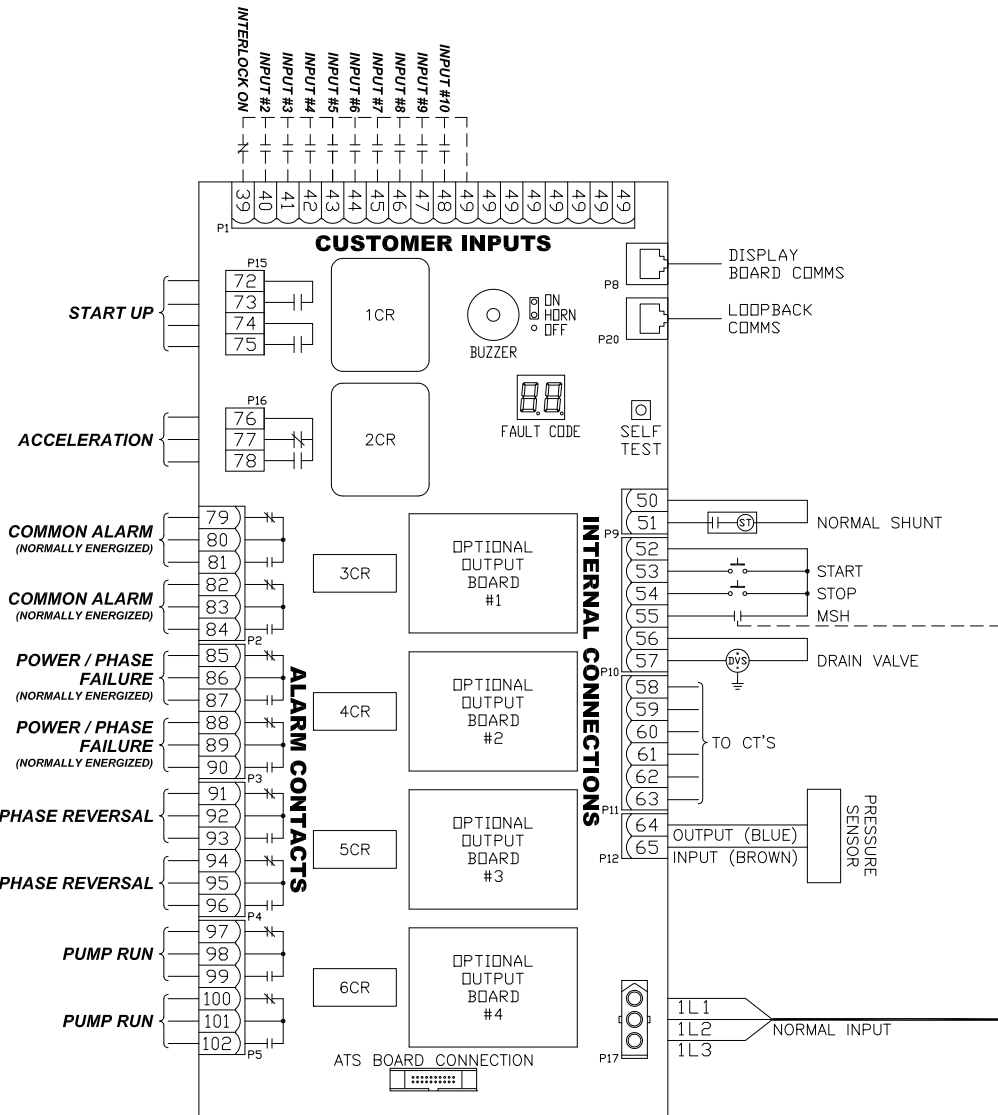 INTERLOCK ON
INPUT #2
INPUT #3
INPUT #4
INPUT #5
INPUT #6
INPUT #7
INPUT #8
INPUT #9
INPUT #10
39 40 41 42 43 44 45 46 47 48 49 49 49 49 49 49 49 49
P1
CUSTOMER INPUTS
START UP
P15
72
73
74
75
1CR
BUZZER
ON
HORN
OFF
P8
DISPLAY
BOARD COMMS
P20
LOOPBACK
COMMS
ACCELERATION
P16
76
77
78
2CR
FAULT CODE
SELF
TEST
COMMON ALARM
(NORMALLY ENERGIZED)
79
80
81
COMMON ALARM
(NORMALLY ENERGIZED)
82
83
84
P2
3CR
OPTIONAL
OUTPUT
BOARD
#1
POWER / PHASE
FAILURE
(NORMALLY ENERGIZED)
85
86
87
POWER / PHASE
FAILURE
(NORMALLY ENERGIZED)
88
89
90
P3
4CR
OPTIONAL
OUTPUT
BOARD
#2
PHASE REVERSAL
91
92
93
PHASE REVERSAL
94
95
96
P4
5CR
OPTIONAL
OUTPUT
BOARD
#3
PUMP RUN
97
98
99
PUMP RUN
100
101
102
P5
6CR
OPTIONAL
OUTPUT
BOARD
#4
ALARM CONTACTS
ATS BOARD CONNECTION
INTERNAL CONNECTIONS
50
51
P9
ST
NORMAL SHUNT
52
53
54
55
56
57
P10
START
STOP
MSH
DVS
DRAIN VALVE
58
59
60
61
62
63
P11
TO CT'S
64
65
P12
OUTPUT (BLUE)
INPUT (BROWN)
PRESSURE
SENSOR
P17
1L1
1L2
1L3
NORMAL INPUT